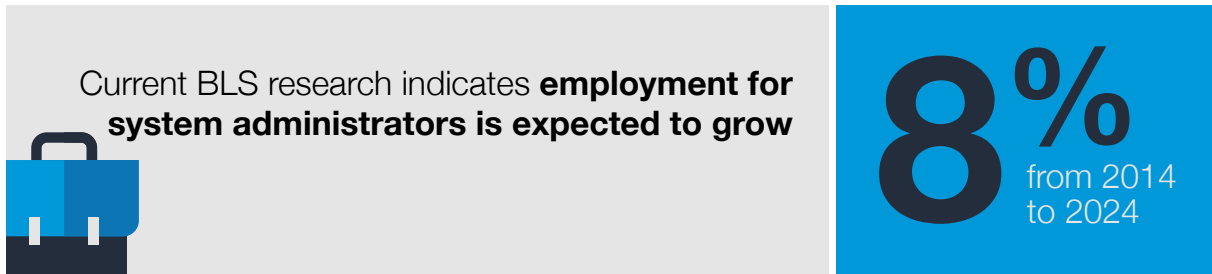 Current BLS research indicates employment for
system administrators is expected to grow
8%
from 2014
to 2024